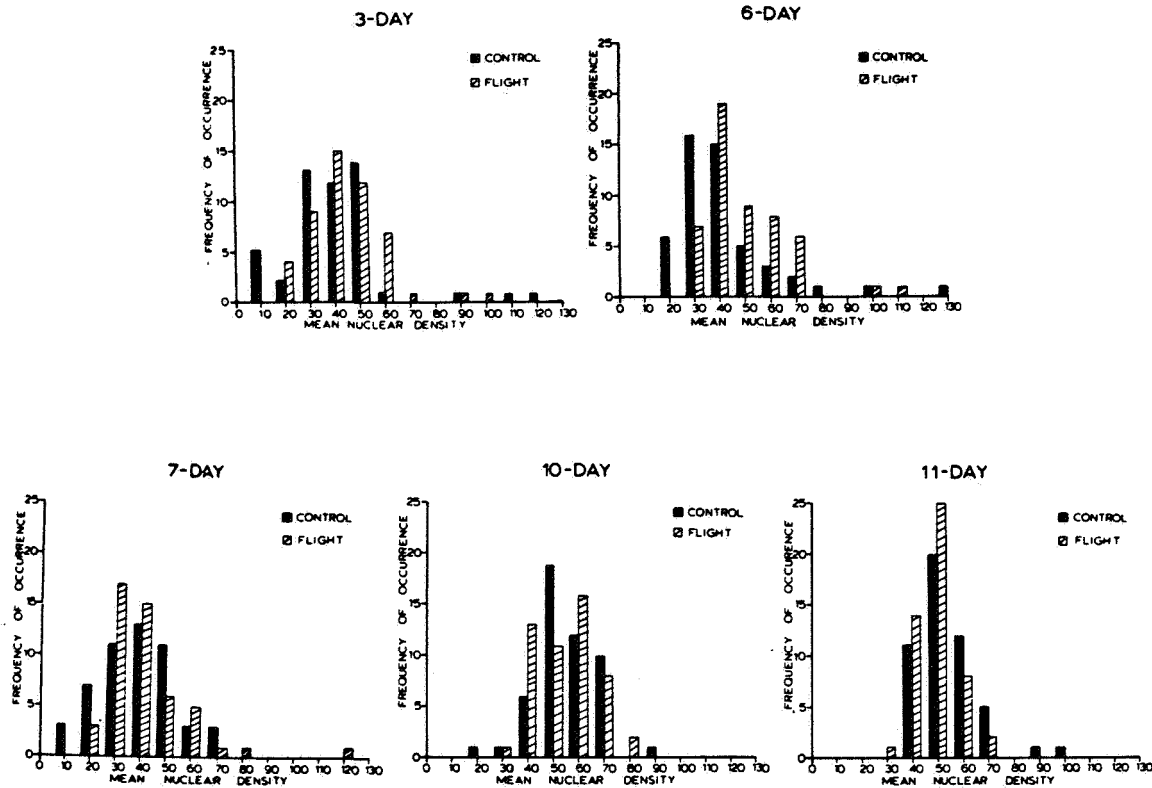 3-DAY
CONTROL
FLIGHT
FREQUENCY OF OCCURRENCE
25
20
15
10
5
0
0 10 20 30 40 50 60 70 80 90 100 110 120 130
MEAN NUCLEAR DENSITY
6-DAY
CONTROL
FLIGHT
FREQUENCY OF OCCURRENCE
25
20
15
10
5
0
0 10 20 30 40 50 60 70 80 90 100 110 120 130
MEAN NUCLEAR DENSITY
7-DAY
CONTROL
FLIGHT
FREQUENCY OF OCCURRENCE
25
20
15
10
5
0
0 10 20 30 40 50 60 70 80 90 100 110 120 130
MEAN NUCLEAR DENSITY
10-DAY
CONTROL
FLIGHT
FREQUENCY OF OCCURRENCE
25
20
15
10
5
0
0 10 20 30 40 50 60 70 80 90 100 110 120 130
MEAN NUCLEAR DENSITY
11-DAY
CONTROL
FLIGHT
FREQUENCY OF OCCURRENCE
25
20
15
10
5
0
0 10 20 30 40 50 60 70 80 90 100 110 120 130
MEAN NUCLEAR DENSITY